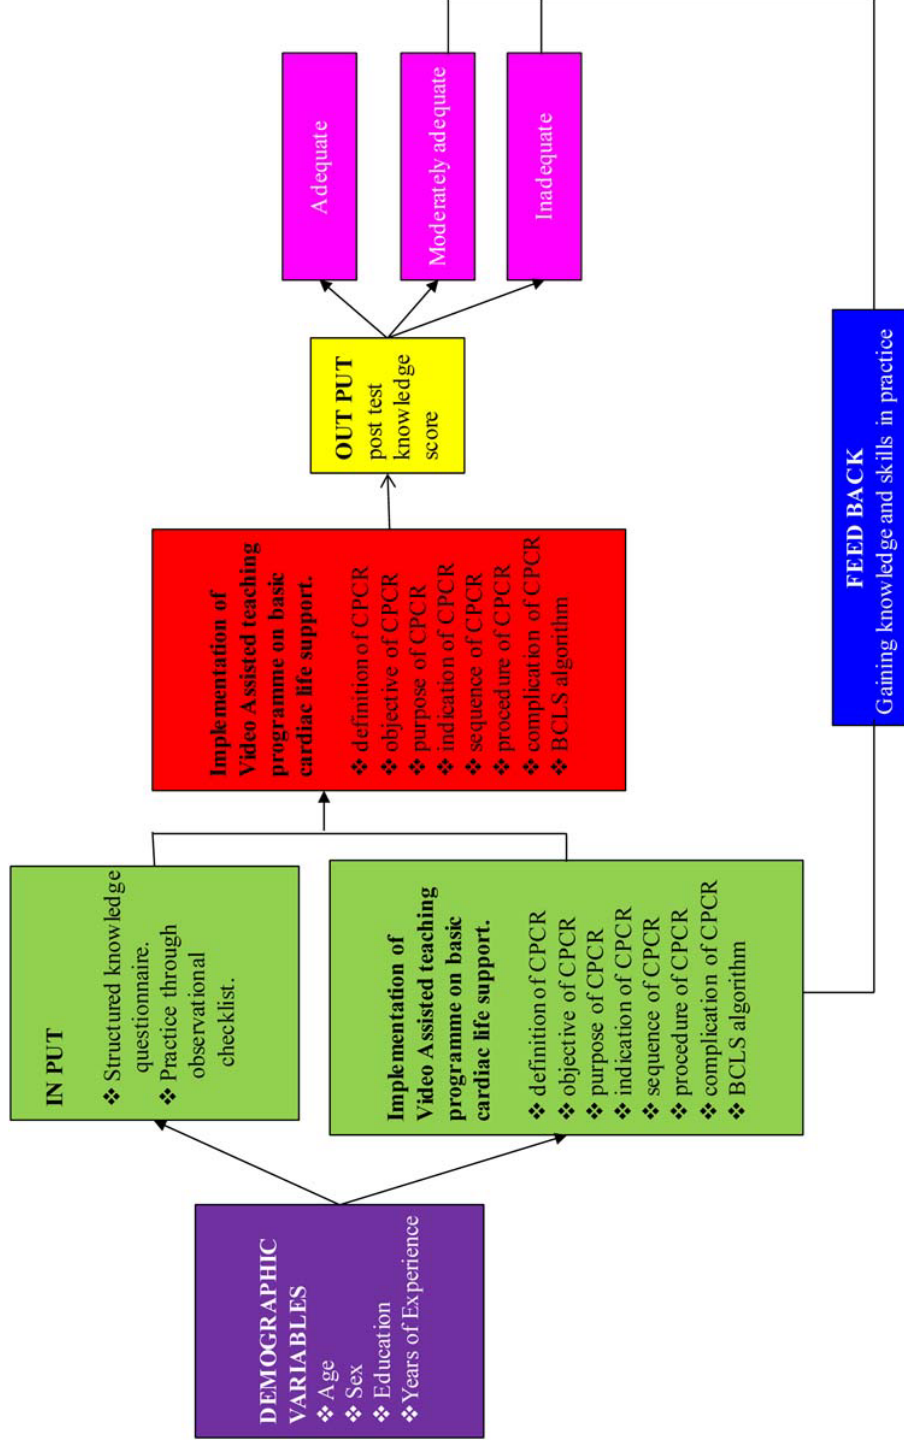 DEMOGRAPHIC
VARIABLES
❖ Age
❖ Sex
❖ Education
❖ Years of Experience
IN PUT
❖ Structured knowledge
questionnaire.
❖ Practice through
observational
checklist.
Implementation of
Video Assisted teaching
programme on basic
cardiac life support.
❖ definition of CPCR
❖ objective of CPCR
❖ purpose of CPCR
❖ indication of CPCR
❖ sequence of CPCR
❖ procedure of CPCR
❖ complication of CPCR
❖ BCLS algorithm
Implementation of
Video Assisted teaching
programme on basic
cardiac life support.
❖ definition of CPCR
❖ objective of CPCR
❖ purpose of CPCR
❖ indication of CPCR
❖ sequence of CPCR
❖ procedure of CPCR
❖ complication of CPCR
❖ BCLS algorithm
OUT PUT
post test
knowledge
score
Adequate
Moderately adequate
Inadequate
FEED BACK
Gaining knowledge and skills in practice